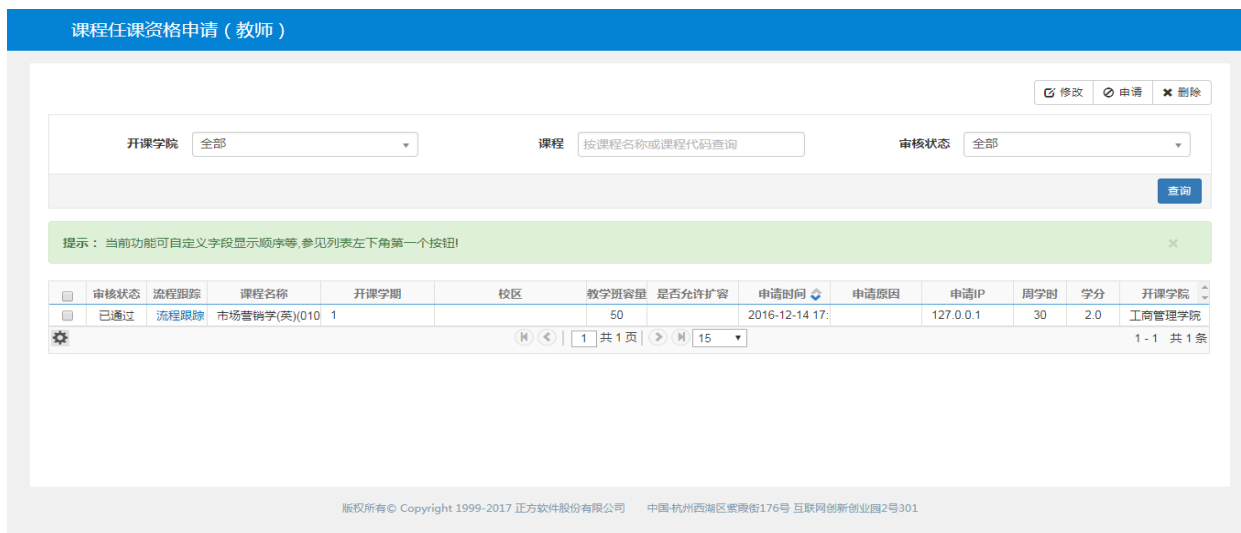 课程任课资格申请（教师）
修改 申请 删除
开课学院 全部 课程 按课程名称或课程代码查询 审核状态 全部
查询
提示： 当前功能可自定义字段显示顺序等,参见列表左下角第一个按钮!
审核状态 流程跟踪 课程名称 开课学期 校区 教学班容量 是否允许扩容 申请时间 申请原因 申请IP 周学时 学分 开课学院
已通过 流程跟踪 市场营销学(英)(010 1 50 2016-12-14 17: 127.0.0.1 30 2.0 工商管理学院
1 共 1 页 15 1 - 1 共 1 条
版权所有© Copyright 1999-2017 正方软件股份有限公司 中国·杭州西湖区紫霞街176号 互联网创新创业园2号301